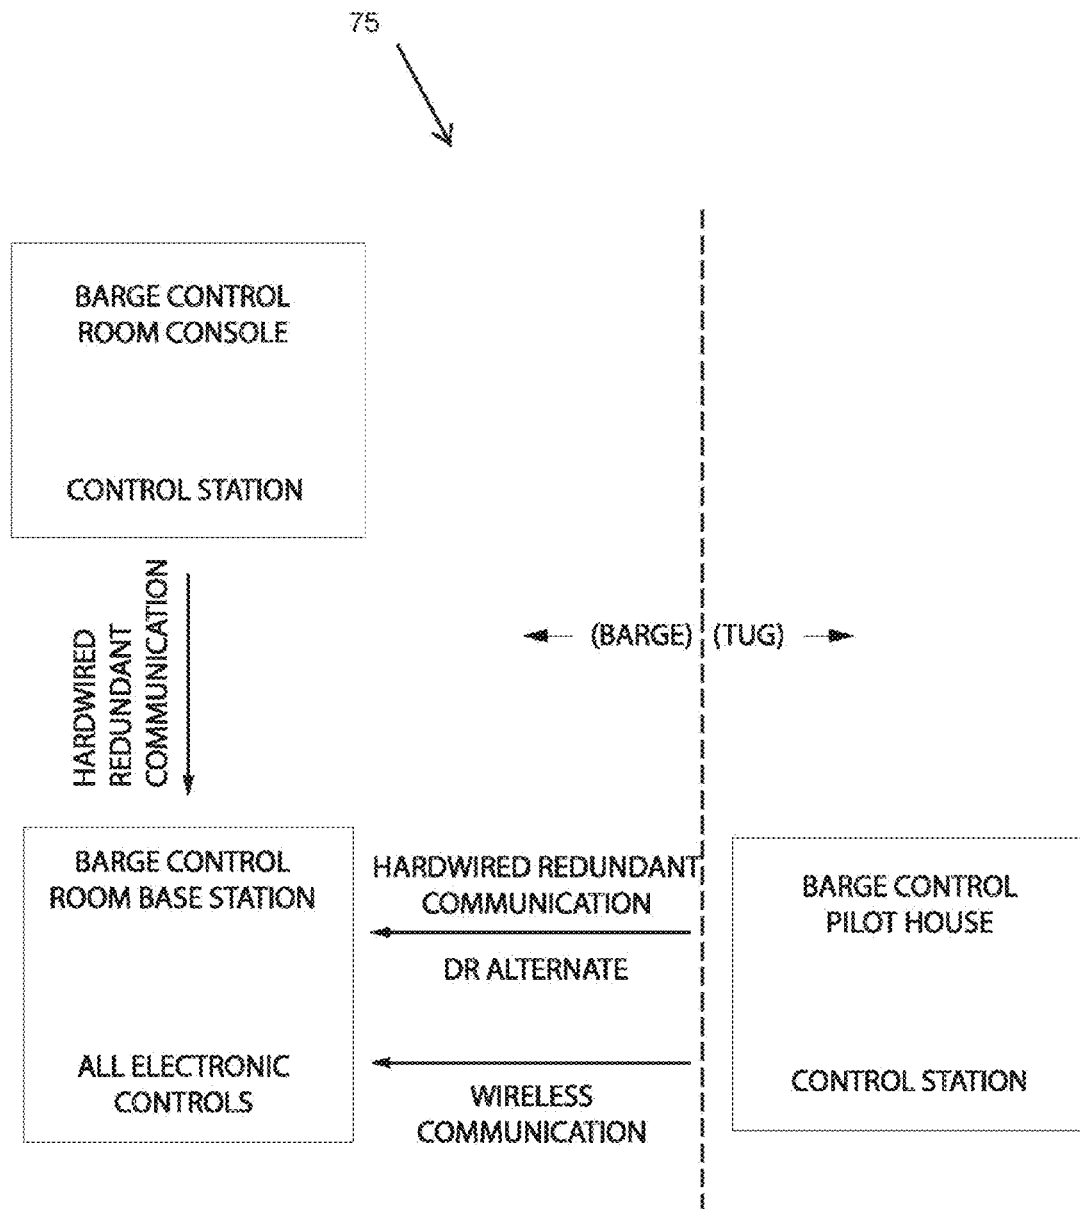 75
BARGE CONTROL
ROOM CONSOLE
CONTROL STATION
HARDWIRED
REDUNDANT
COMMUNICATION
(BARGE) (TUG)
BARGE CONTROL
ROOM BASE STATION
ALL ELECTRONIC
CONTROLS
HARDWIRED REDUNDANT
COMMUNICATION
DR ALTERNATE
WIRELESS
COMMUNICATION
BARGE CONTROL
PILOT HOUSE
CONTROL STATION